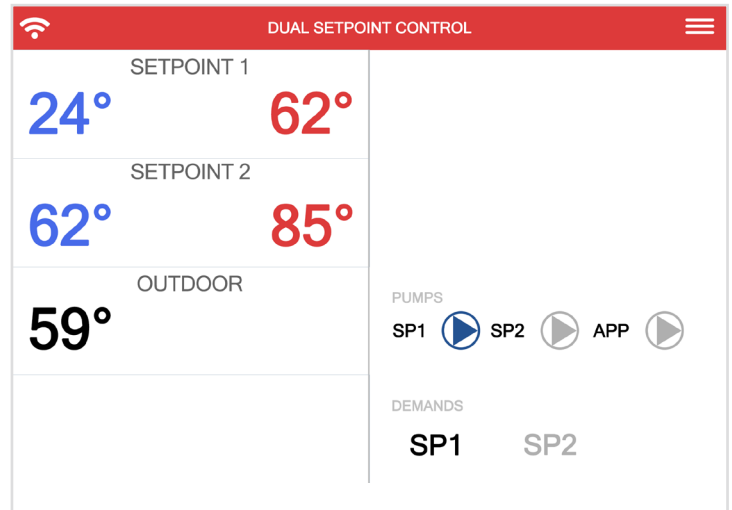 DUAL SETPOINT CONTROL
SETPOINT 1
24° 62°
SETPOINT 2
62° 85°
OUTDOOR
59°
PUMPS
SP1 SP2 APP
DEMANDS
SP1 SP2